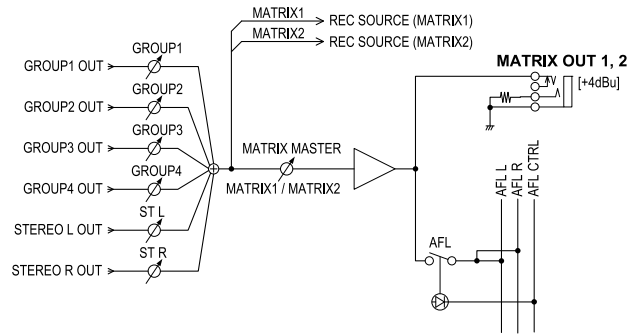 MATRIX1
REC SOURCE (MATRIX1)
MATRIX2
REC SOURCE (MATRIX2)
MATRIX OUT 1, 2
[+4dBu]
GROUP1
GROUP1 OUT
GROUP2
GROUP2 OUT
GROUP3
GROUP3 OUT
MATRIX MASTER
GROUP4
GROUP4 OUT
MATRIX1 / MATRIX2
ST L
STEREO L OUT
ST R
STEREO R OUT
AFL
AFL L
AFL R
AFL CTRL